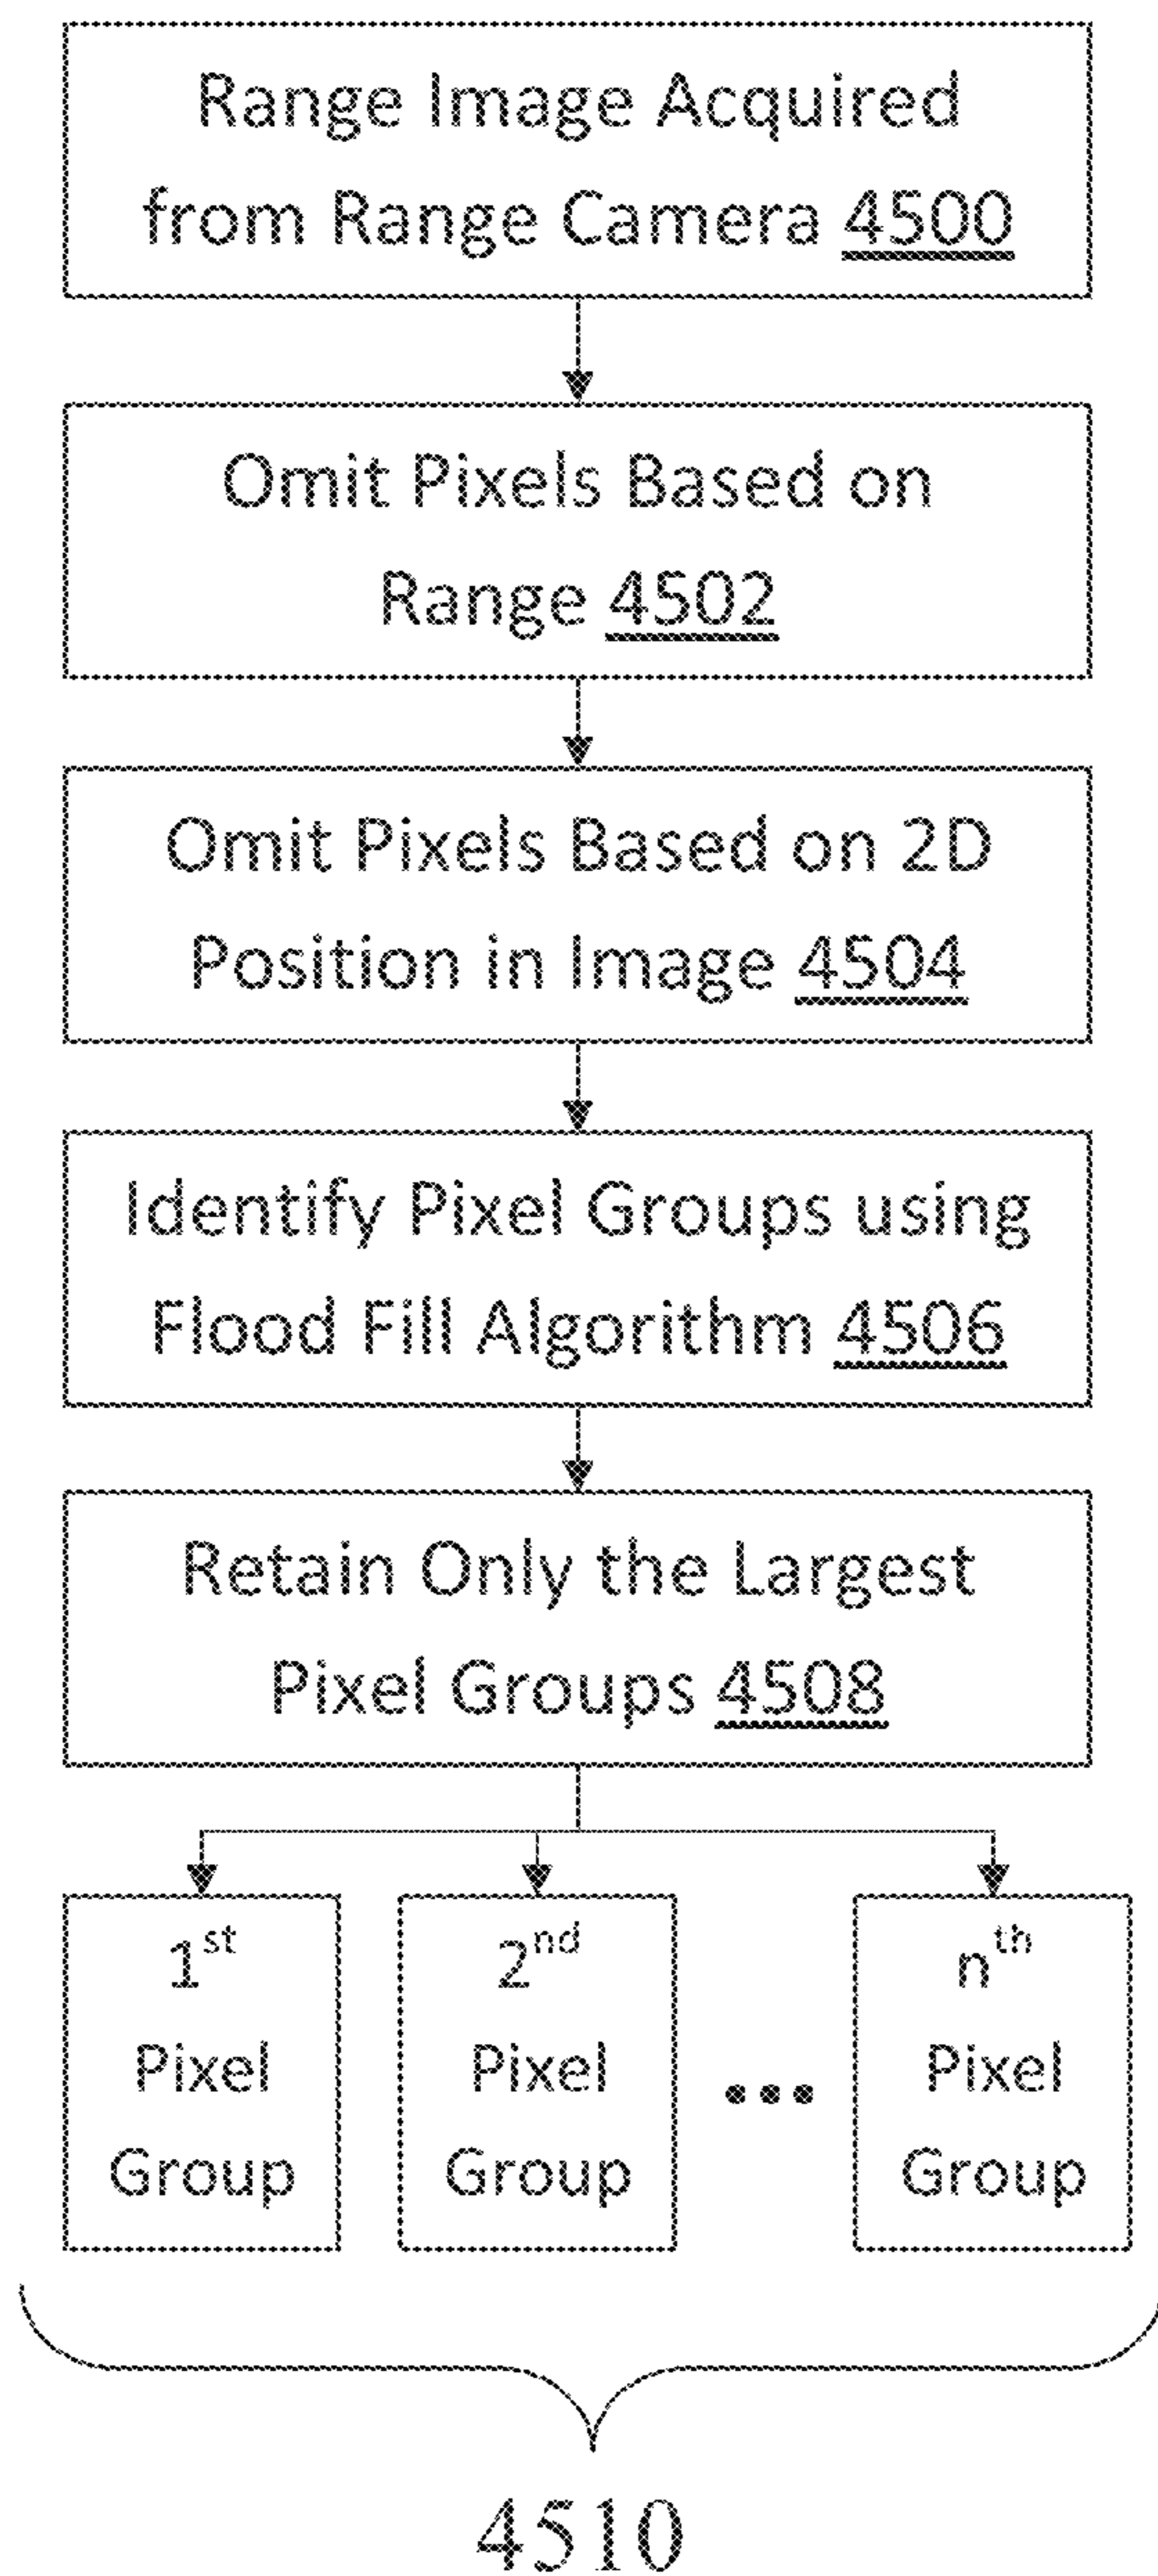 Range Image Acquired
from Range Camera 4500
Omit Pixels Based on
Range 4502
Omit Pixels Based on 2D
Position in Image 4504
Identify Pixel Groups using
Flood Fill Algorithm 4506
Retain Only the Largest
Pixel Groups 4508
1st
Pixel
Group
2nd
Pixel
Group
...
nth
Pixel
Group
4510